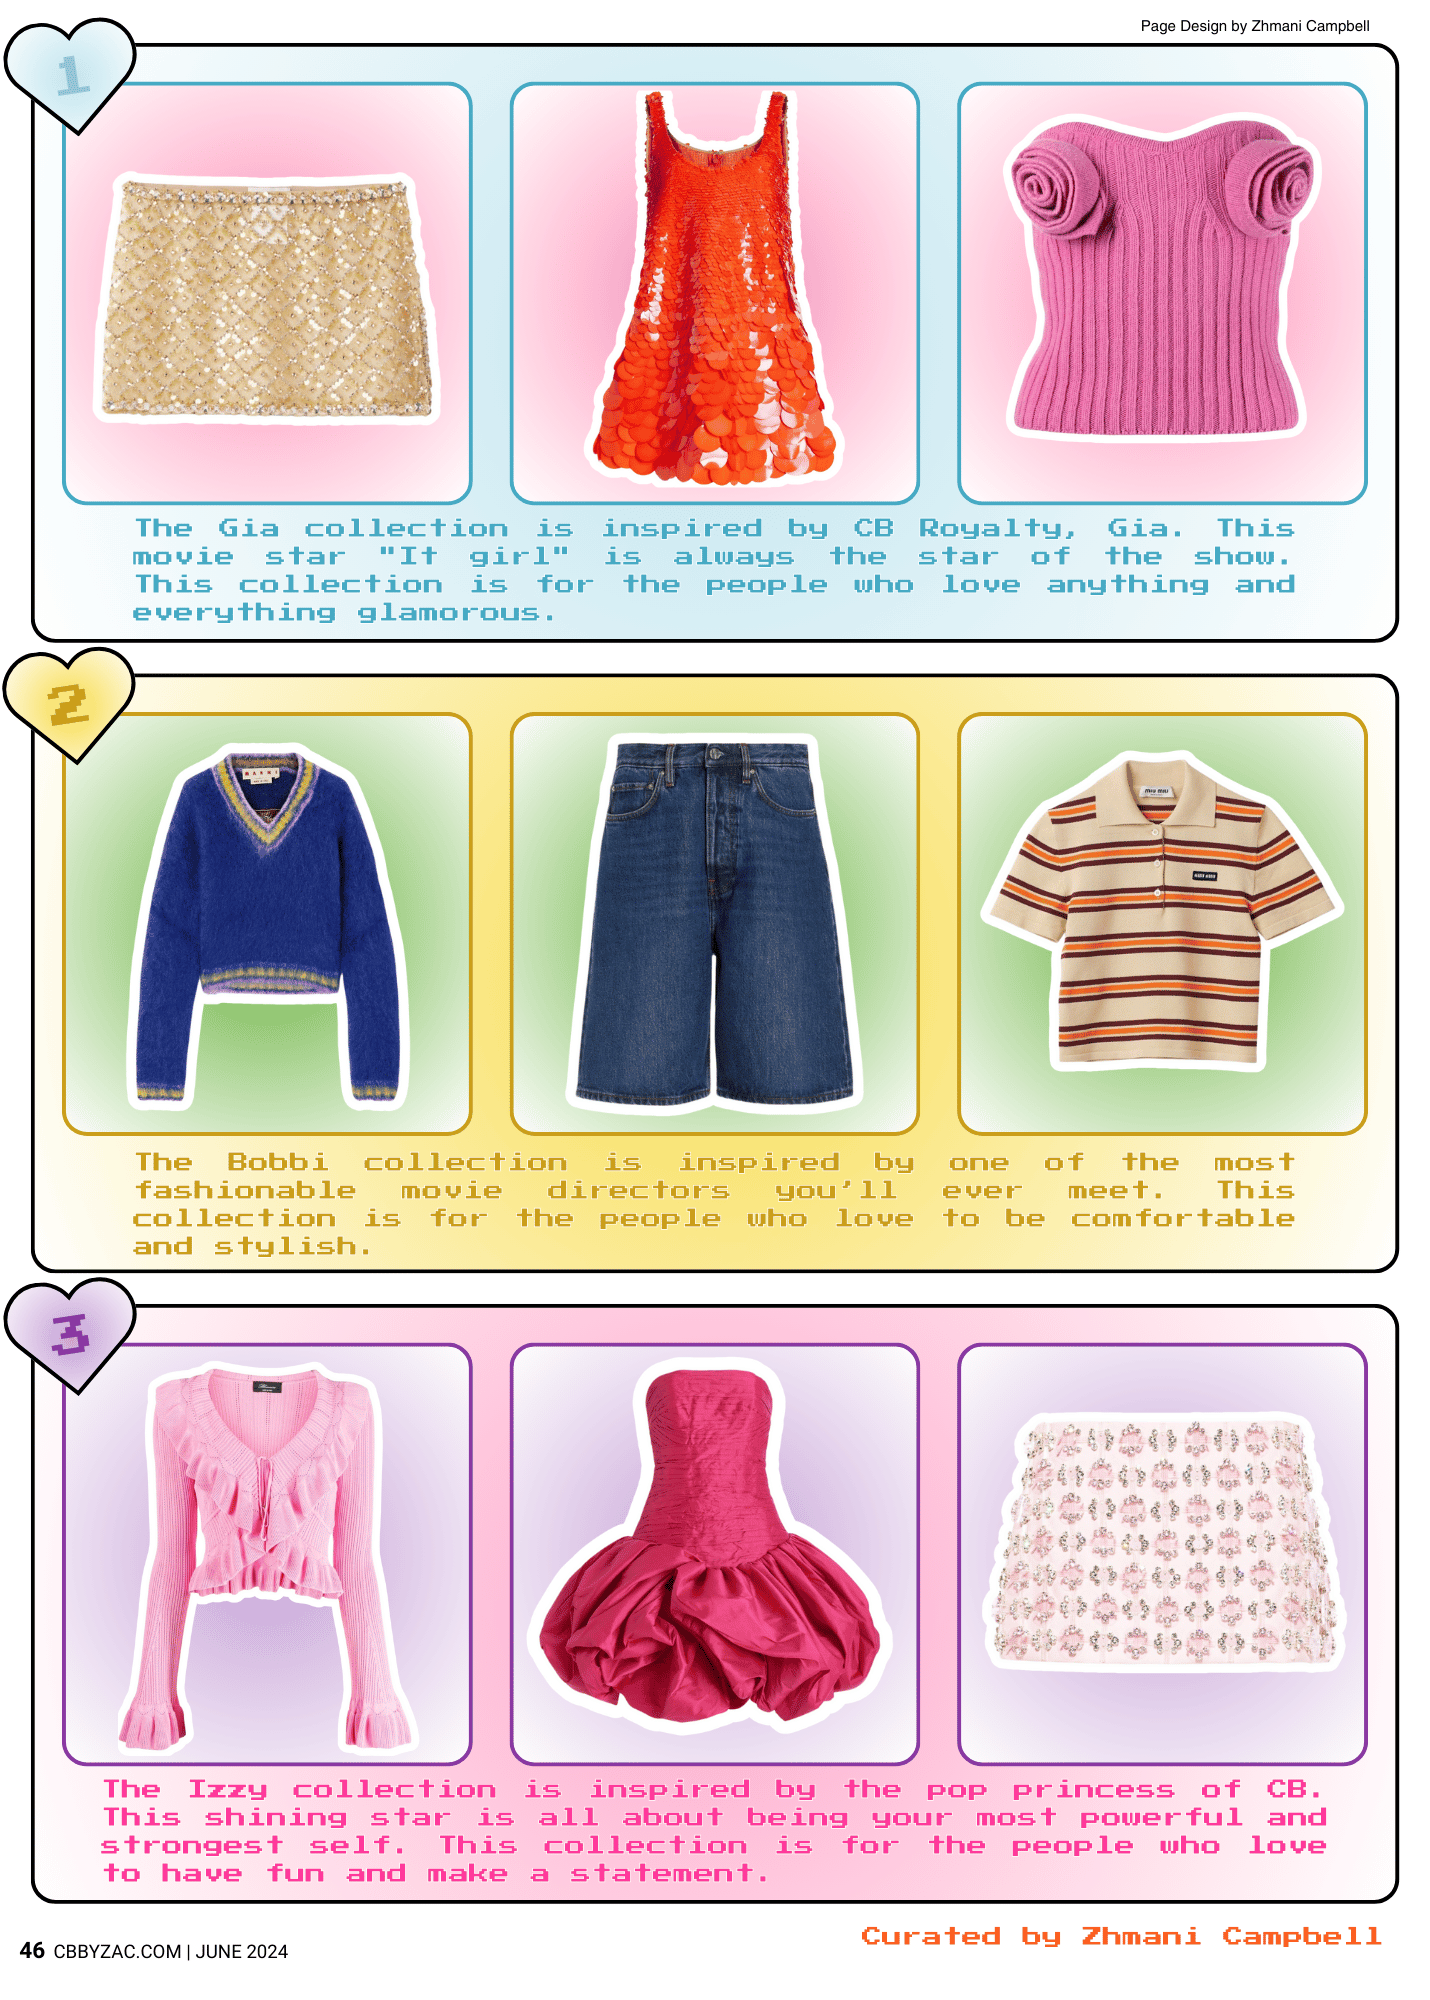 Page Design by Zhmani Campbell
1
The Gia collection is inspired by CB Royalty, Gia. This
movie star "It girl" is always the star of the show.
This collection is for the people who love anything and
everything glamorous.
2
MARNI
MIU MIU
MIU MIU
The Bobbi collection is inspired by one of the most
fashionable movie directors you'll ever meet. This
collection is for the people who love to be comfortable
and stylish.
3
The Izzy collection is inspired by the pop princess of CB.
This shining star is all about being your most powerful and
strongest self. This collection is for the people who love
to have fun and make a statement.
Curated by Zhmani Campbell
46 CBBYZAC.COM | JUNE 2024